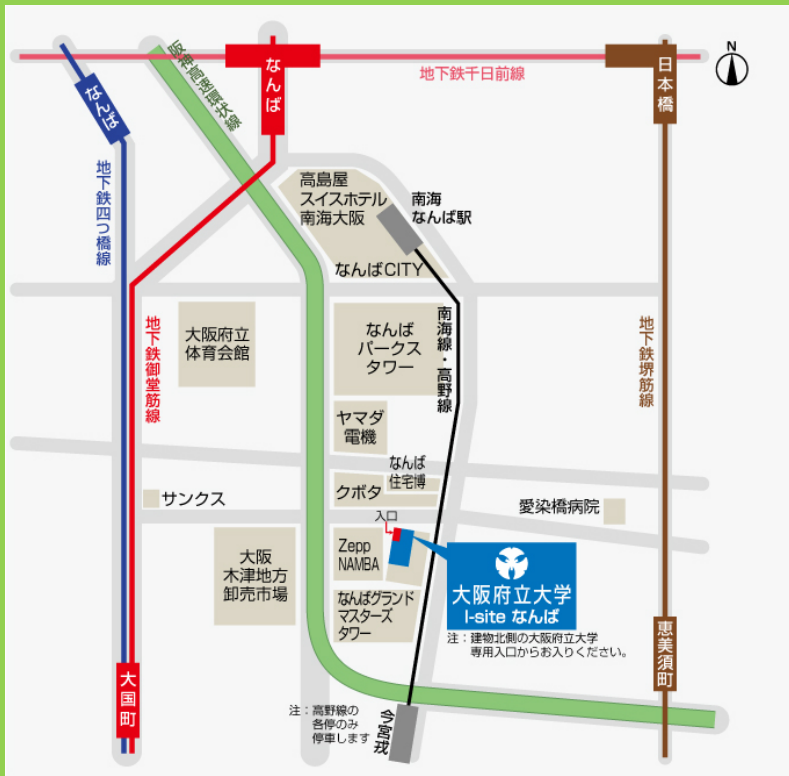 N
なんば
なんば
日本橋
地下鉄千日前線
阪神高速環状線
地下鉄四つ橋線
高島屋
スイスホテル
南海大阪
南海
なんば駅
なんばCITY
大阪府立
体育会館
なんば
パークス
タワー
南海線・高野線
地下鉄御堂筋線
地下鉄堺筋線
ヤマダ
電機
なんば
住宅博
クボタ
サンクス
入口
愛染橋病院
大阪
木津地方
卸売市場
Zepp
NAMBA
なんばグランド
マスターズ
タワー
大阪府立大学
I-site なんば
注：建物北側の大阪府立大学
専用入口からお入りください。
大国町
恵美須町
注：高野線の
各停のみ
停車します
今宮戎